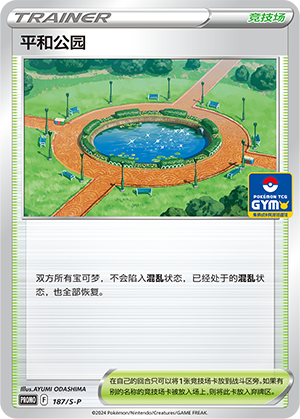 TRAINER
竞技场
平和公园
POKÉMON TCG
GYM
双方所有宝可梦，不会陷入混乱状态，已经处于的混乱状
态，也全部恢复。
Illus. AYUMI ODASHIMA
PROMO F 187/S-P
在自己的回合只可以将1张竞技场卡放到战斗区旁。如果有
别的名称的竞技场卡被放入场上，则将此卡放入弃牌区。
©2024 Pokémon/Nintendo/Creatures/GAME FREAK.